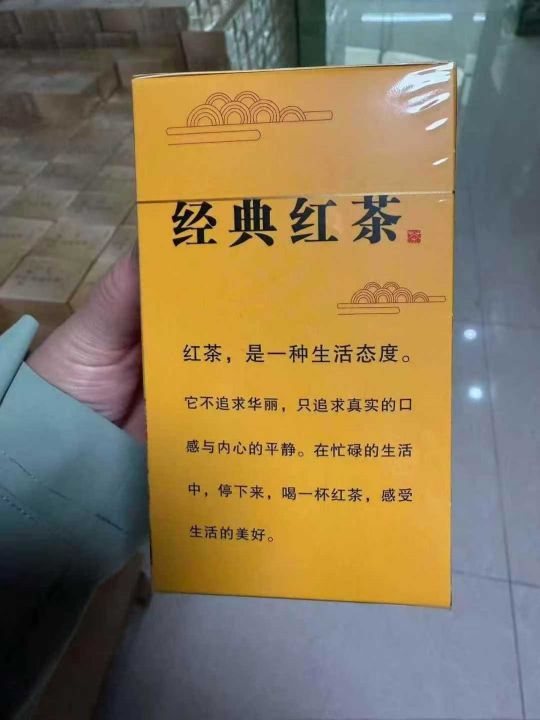 经典红茶
红茶，是一种生活态度。
它不追求华丽，只追求真实的口
感与内心的平静。在忙碌的生活
中，停下来，喝一杯红茶，感受
生活的美好。